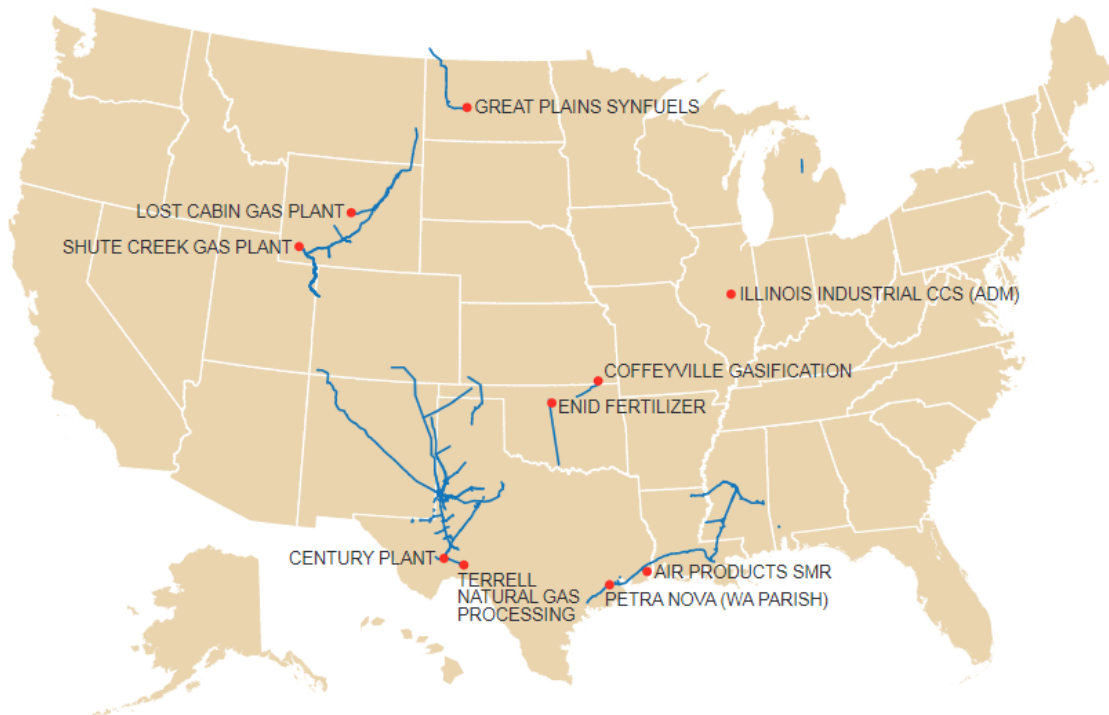 GREAT PLAINS SYNFUELS
LOST CABIN GAS PLANT
SHUTE CREEK GAS PLANT
ILLINOIS INDUSTRIAL CCS (ADM)
COFFEYVILLE GASIFICATION
ENID FERTILIZER
CENTURY PLANT
TERRELL
NATURAL GAS
PROCESSING
AIR PRODUCTS SMR
PETRA NOVA (WA PARISH)